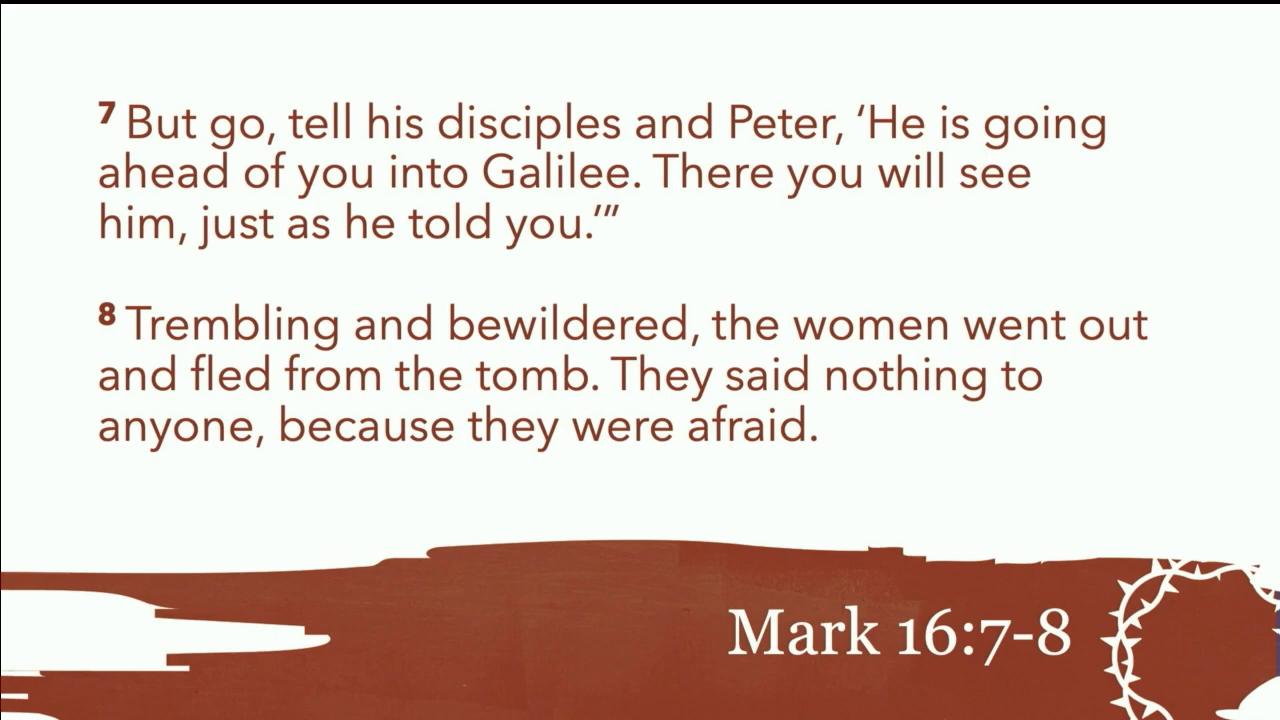 7 But go, tell his disciples and Peter, ‘He is going
ahead of you into Galilee. There you will see
him, just as he told you.’”
8 Trembling and bewildered, the women went out
and fled from the tomb. They said nothing to
anyone, because they were afraid.
Mark 16:7-8